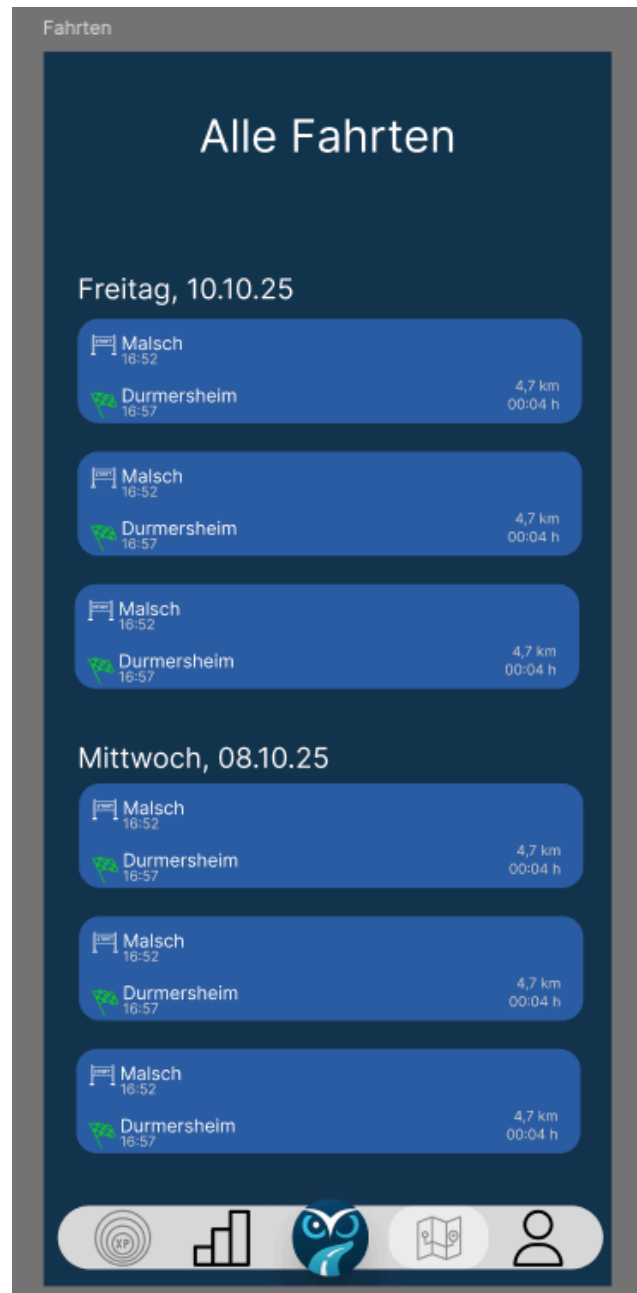 Fahrten
Alle Fahrten
Freitag, 10.10.25
Malsch
16:52
Durmersheim
16:57
4,7 km
00:04 h
Malsch
16:52
Durmersheim
16:57
4,7 km
00:04 h
Malsch
16:52
Durmersheim
16:57
4,7 km
00:04 h
Mittwoch, 08.10.25
Malsch
16:52
Durmersheim
16:57
4,7 km
00:04 h
Malsch
16:52
Durmersheim
16:57
4,7 km
00:04 h
Malsch
16:52
Durmersheim
16:57
4,7 km
00:04 h
XP